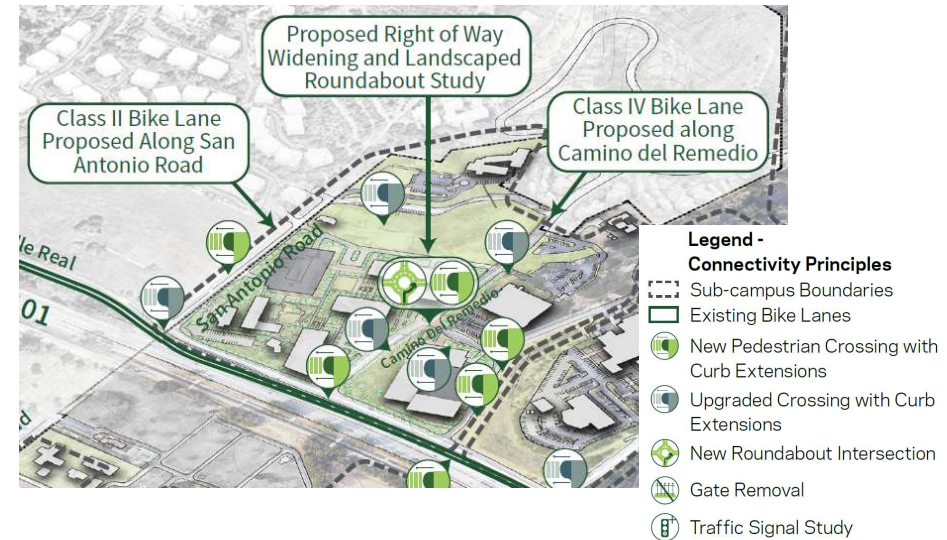 Proposed Right of Way
Widening and Landscaped
Roundabout Study
Class II Bike Lane
Proposed Along San
Antonio Road
Class IV Bike Lane
Proposed along
Camino del Remedio
San Antonio Road
Camino Del Remedio
le Real
01
d
Legend -
Connectivity Principles
Sub-campus Boundaries
Existing Bike Lanes
New Pedestrian Crossing with
Curb Extensions
Upgraded Crossing with Curb
Extensions
New Roundabout Intersection
Gate Removal
Traffic Signal Study